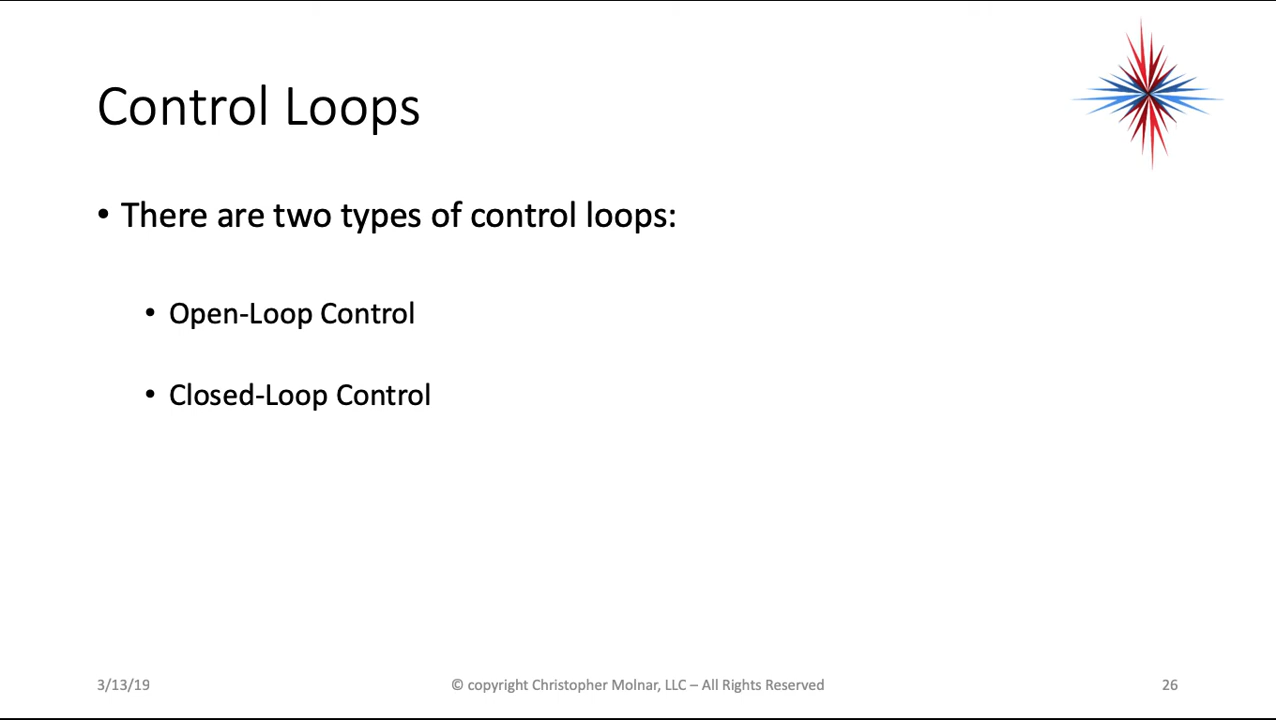 Control Loops
• There are two types of control loops:
• Open-Loop Control
• Closed-Loop Control
3/13/19
© copyright Christopher Molnar, LLC – All Rights Reserved
26